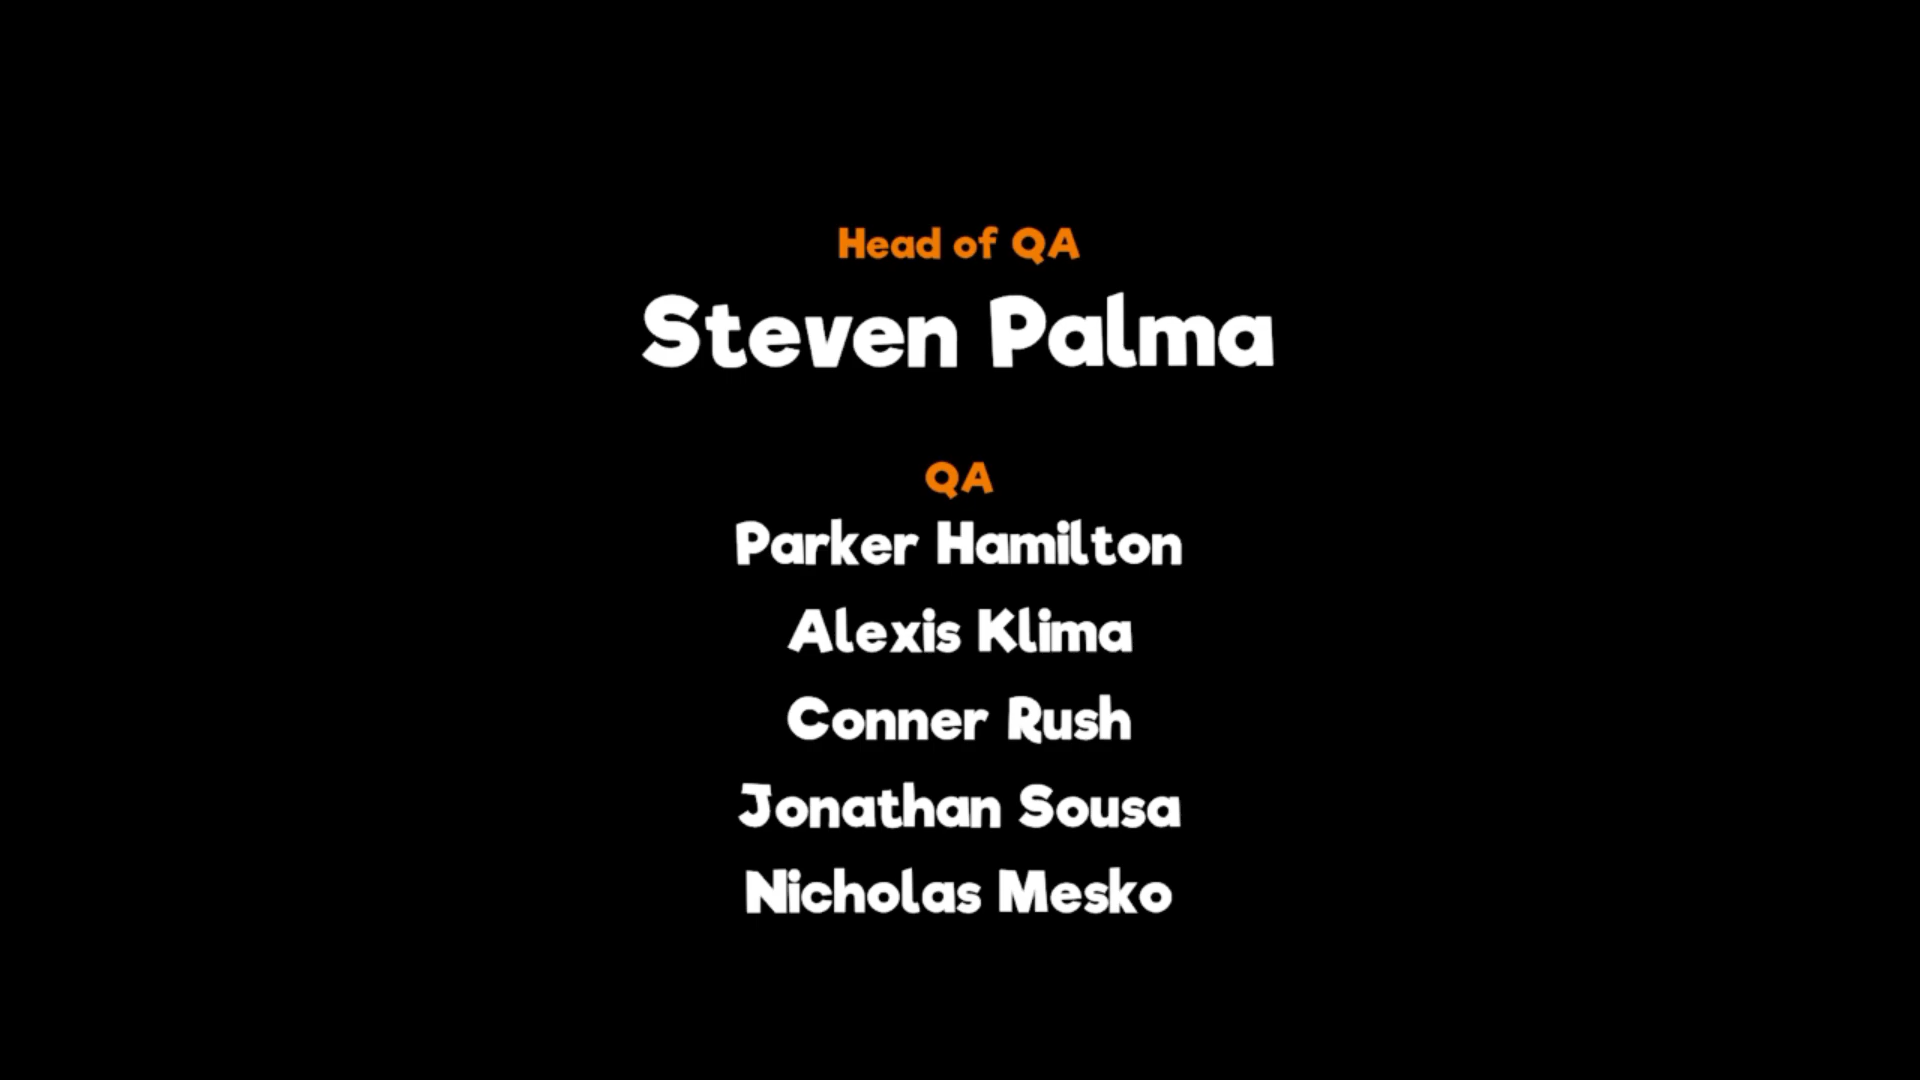 Head of QA
Steven Palma
QA
Parker Hamilton
Alexis Klima
Conner Rush
Jonathan Sousa
Nicholas Mesko